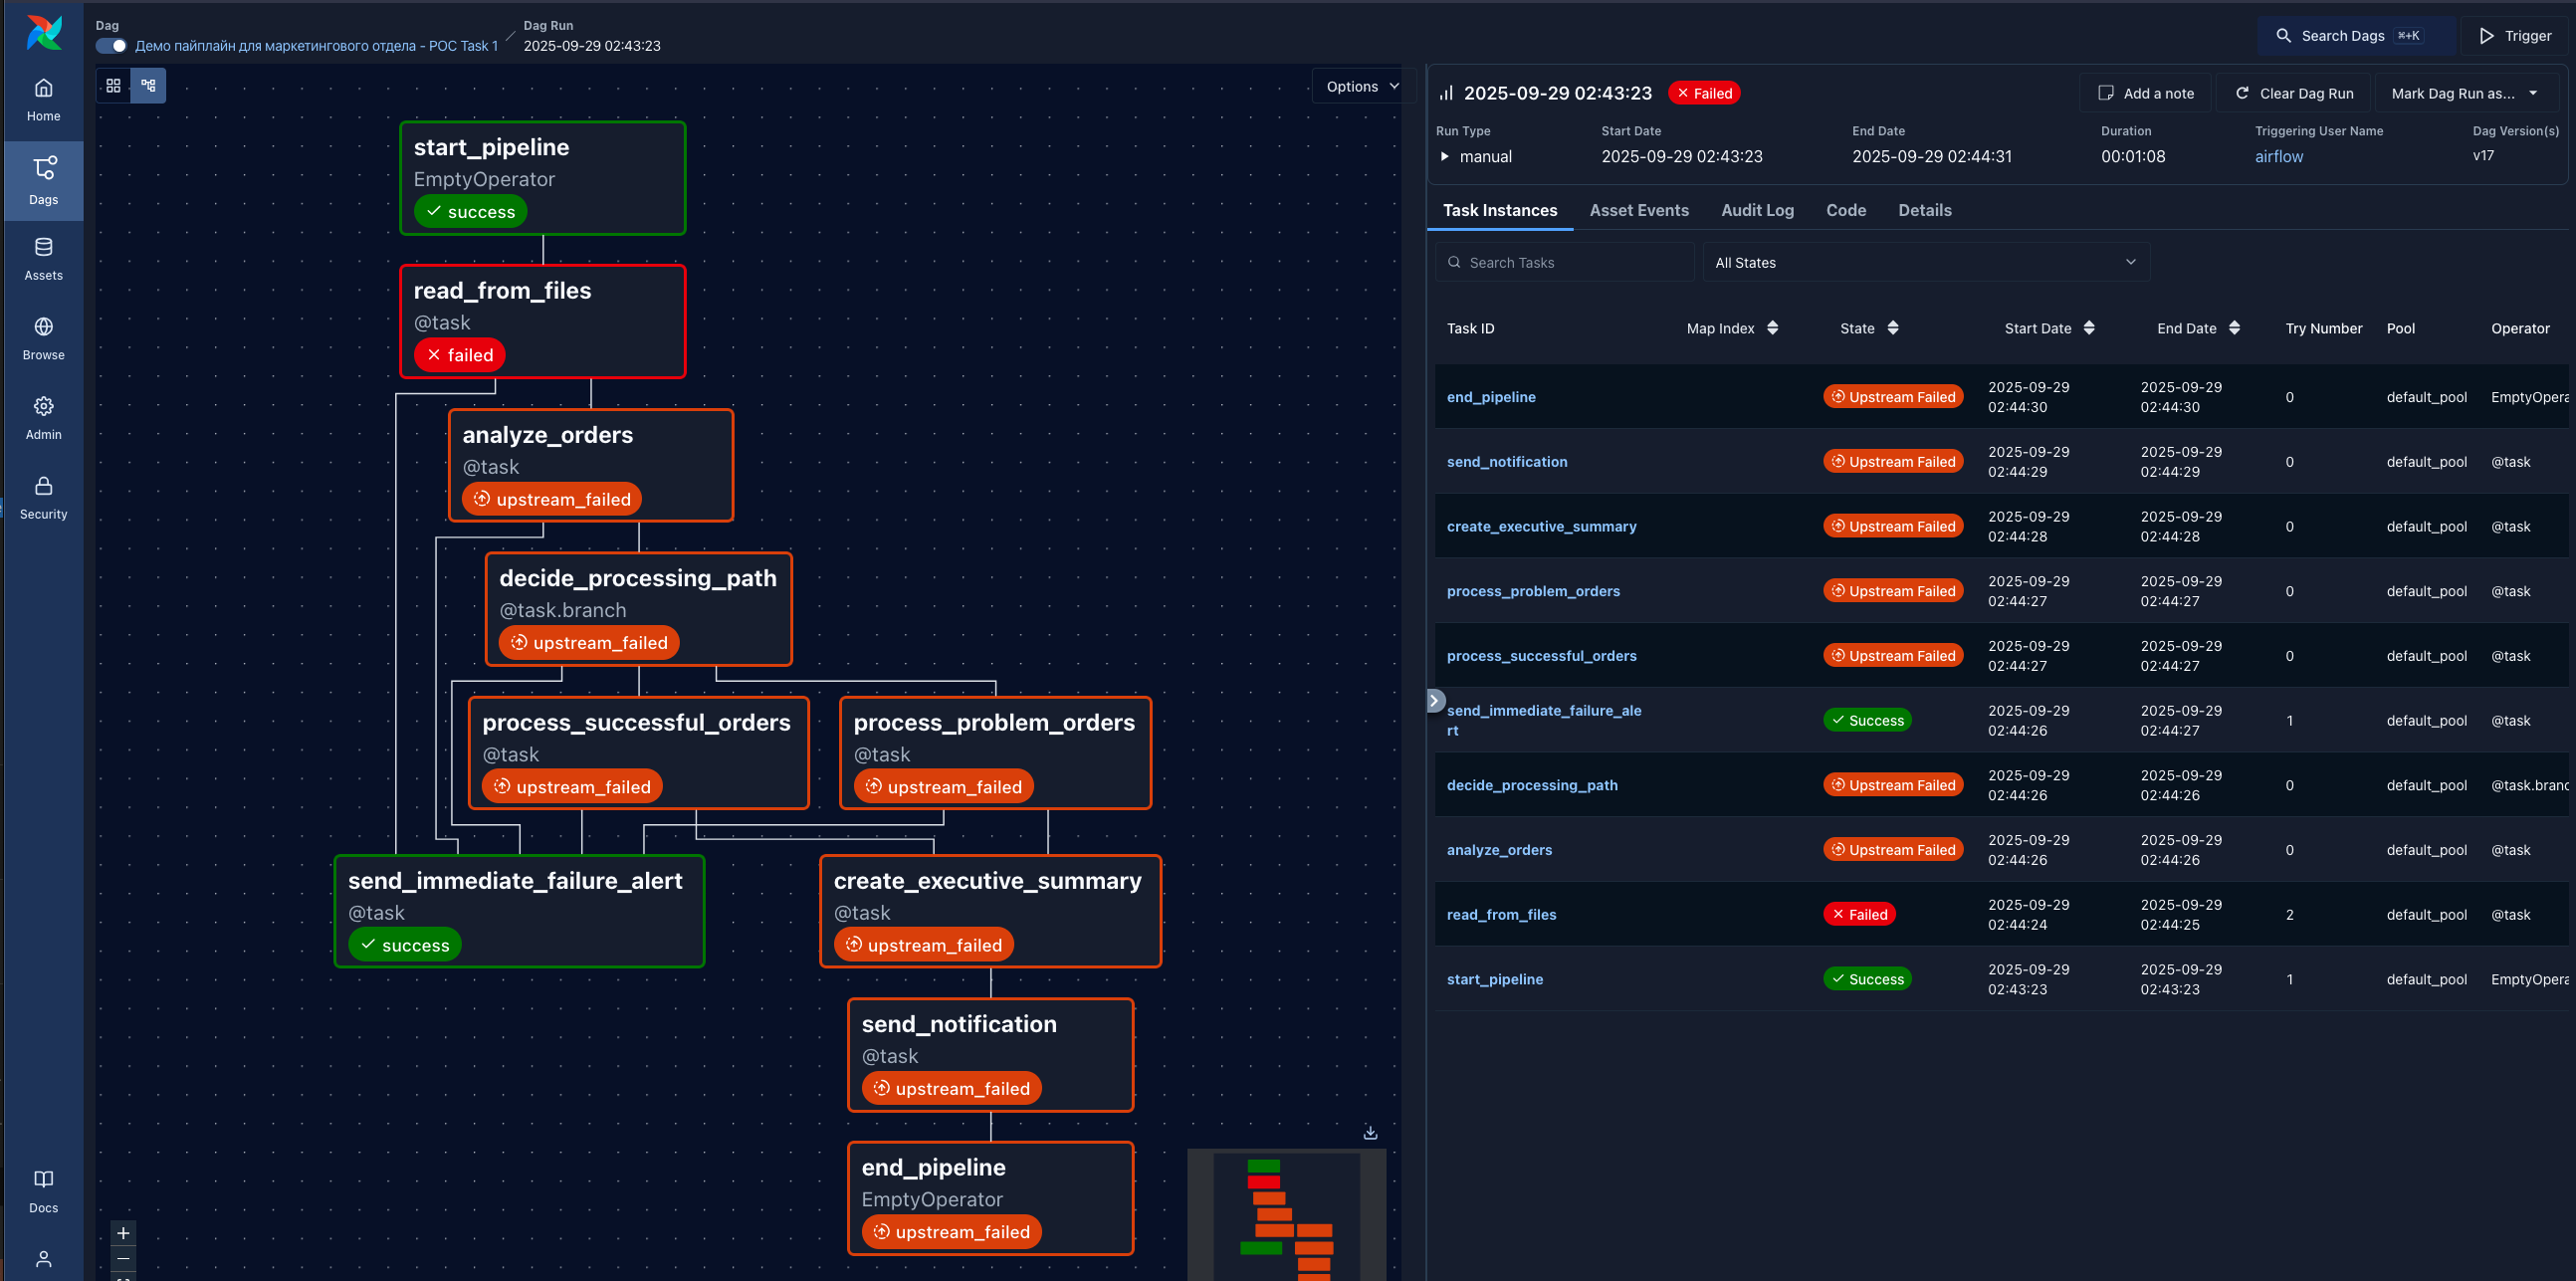 Dag
Демо пайплайн для маркетингового отдела - POC Task 1
/
Dag Run
2025-09-29 02:43:23
Search Dags ⌘+K
Trigger
Home
Dags
Assets
Browse
Admin
Security
Docs
Options
start_pipeline
EmptyOperator
success
read_from_files
@task
failed
analyze_orders
@task
upstream_failed
decide_processing_path
@task.branch
upstream_failed
process_successful_orders
@task
upstream_failed
process_problem_orders
@task
upstream_failed
send_immediate_failure_alert
@task
success
create_executive_summary
@task
upstream_failed
send_notification
@task
upstream_failed
end_pipeline
EmptyOperator
upstream_failed
2025-09-29 02:43:23 Failed
Add a note
Clear Dag Run
Mark Dag Run as...
Run Type Start Date End Date Duration Triggering User Name Dag Version(s)
manual 2025-09-29 02:43:23 2025-09-29 02:44:31 00:01:08 airflow v17
Task Instances Asset Events Audit Log Code Details
Search Tasks
All States
Task ID Map Index State Start Date End Date Try Number Pool Operator
end_pipeline Upstream Failed 2025-09-29 02:44:30 2025-09-29 02:44:30 0 default_pool EmptyOpera
send_notification Upstream Failed 2025-09-29 02:44:29 2025-09-29 02:44:29 0 default_pool @task
create_executive_summary Upstream Failed 2025-09-29 02:44:28 2025-09-29 02:44:28 0 default_pool @task
process_problem_orders Upstream Failed 2025-09-29 02:44:27 2025-09-29 02:44:27 0 default_pool @task
process_successful_orders Upstream Failed 2025-09-29 02:44:27 2025-09-29 02:44:27 0 default_pool @task
send_immediate_failure_alert Success 2025-09-29 02:44:26 2025-09-29 02:44:27 1 default_pool @task
decide_processing_path Upstream Failed 2025-09-29 02:44:26 2025-09-29 02:44:26 0 default_pool @task.branc
analyze_orders Upstream Failed 2025-09-29 02:44:26 2025-09-29 02:44:26 0 default_pool @task
read_from_files Failed 2025-09-29 02:44:24 2025-09-29 02:44:25 2 default_pool @task
start_pipeline Success 2025-09-29 02:43:23 2025-09-29 02:43:23 1 default_pool EmptyOpera